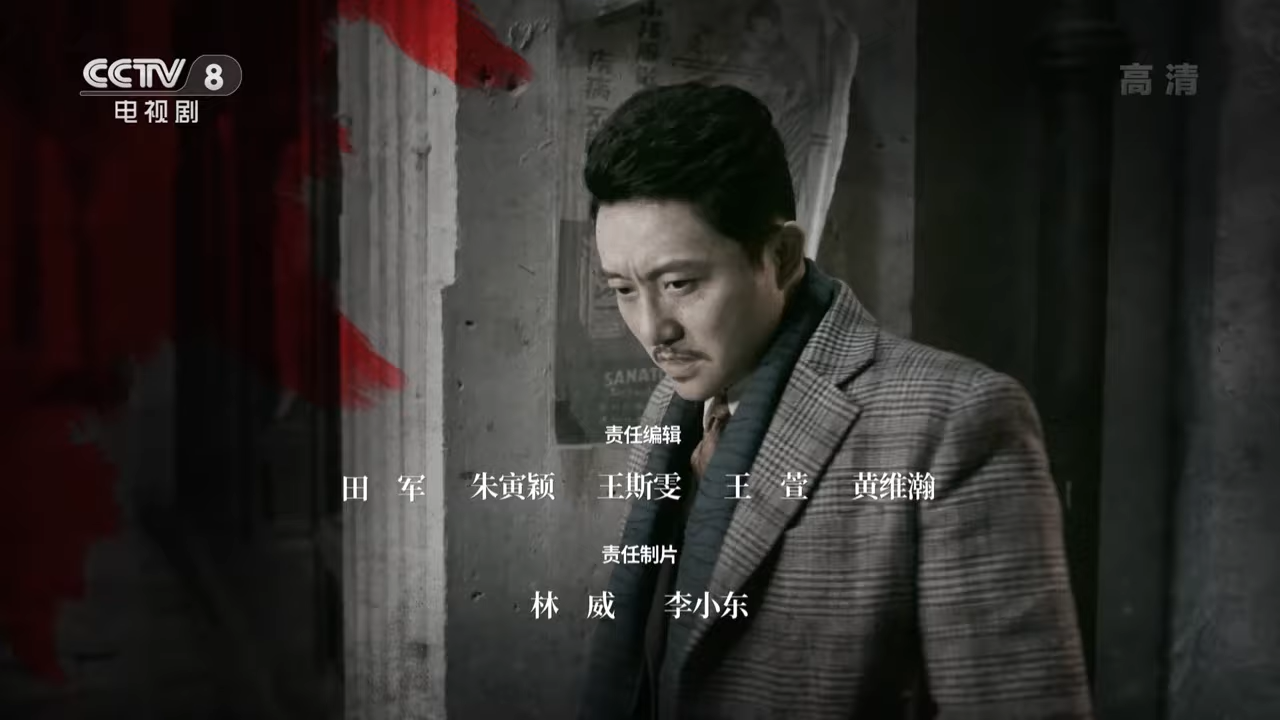 CCTV 8
电视剧
高清
SANAT
责任编辑
田 军 朱寅颖 王斯雯 王 萱 黄维瀚
责任制片
林 威 李小东